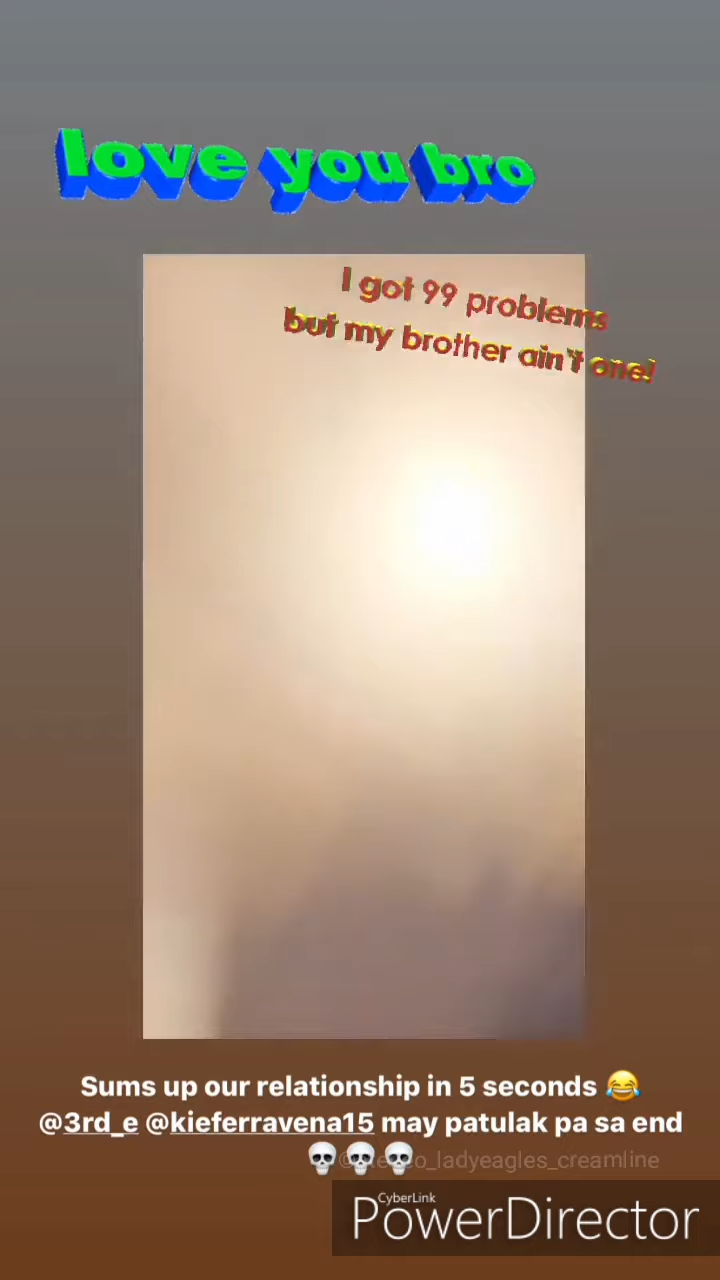 love you bro
I got 99 problems
but my brother ain't one!
Sums up our relationship in 5 seconds 😂
@3rd_e @kieferravena15 may patulak pa sa end
💀💀💀
CyberLink
PowerDirector